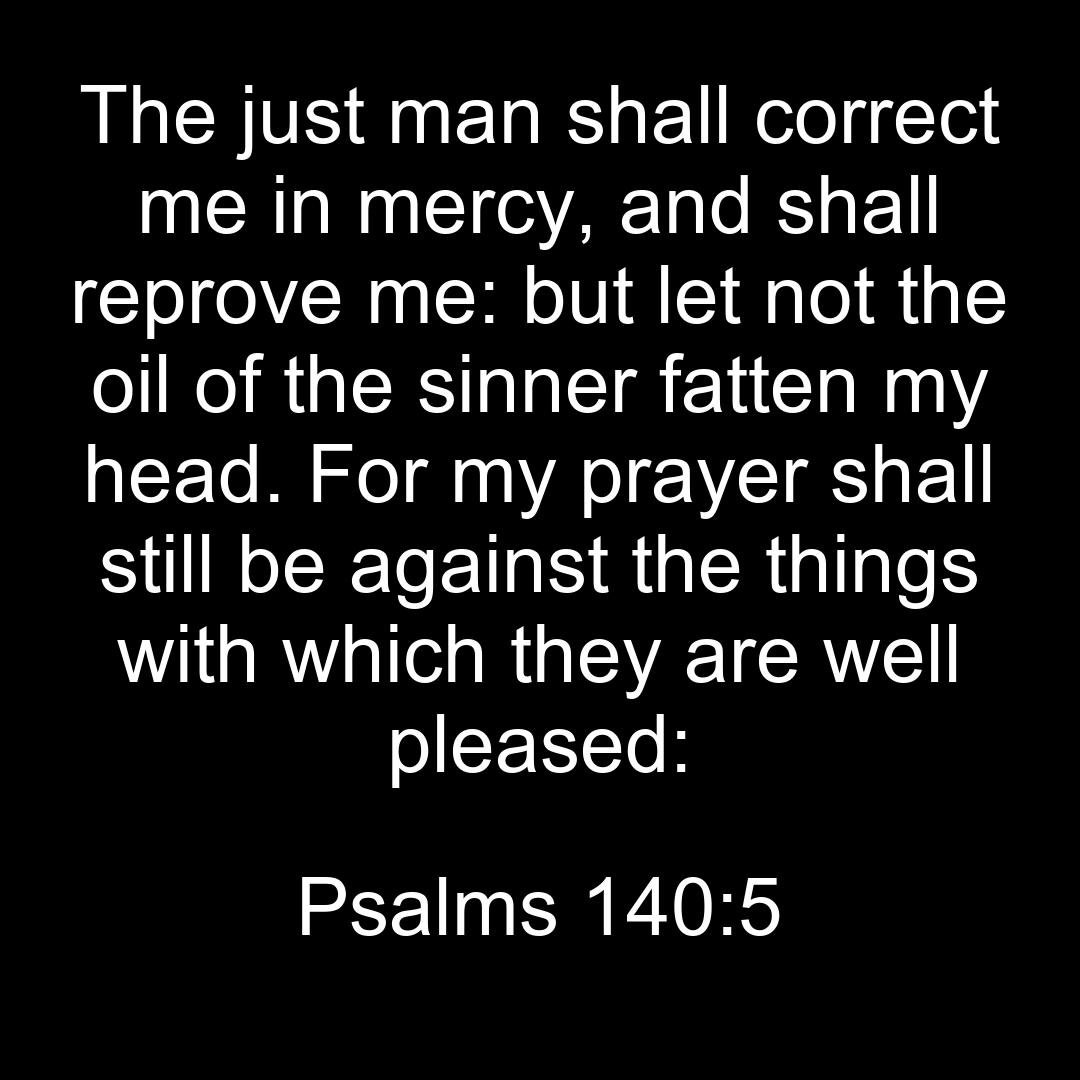 The just man shall correct
me in mercy, and shall
reprove me: but let not the
oil of the sinner fatten my
head. For my prayer shall
still be against the things
with which they are well
pleased:
Psalms 140:5